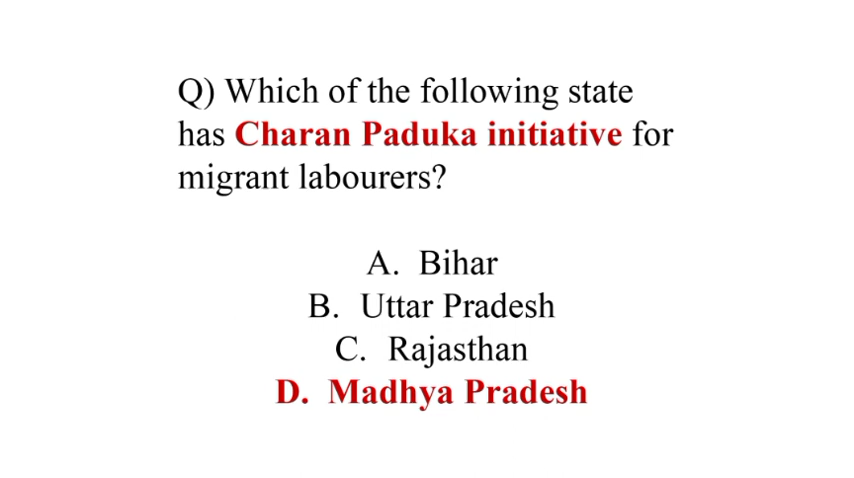 Q) Which of the following state
has Charan Paduka initiative for
migrant labourers?
A. Bihar
B. Uttar Pradesh
C. Rajasthan
D. Madhya Pradesh